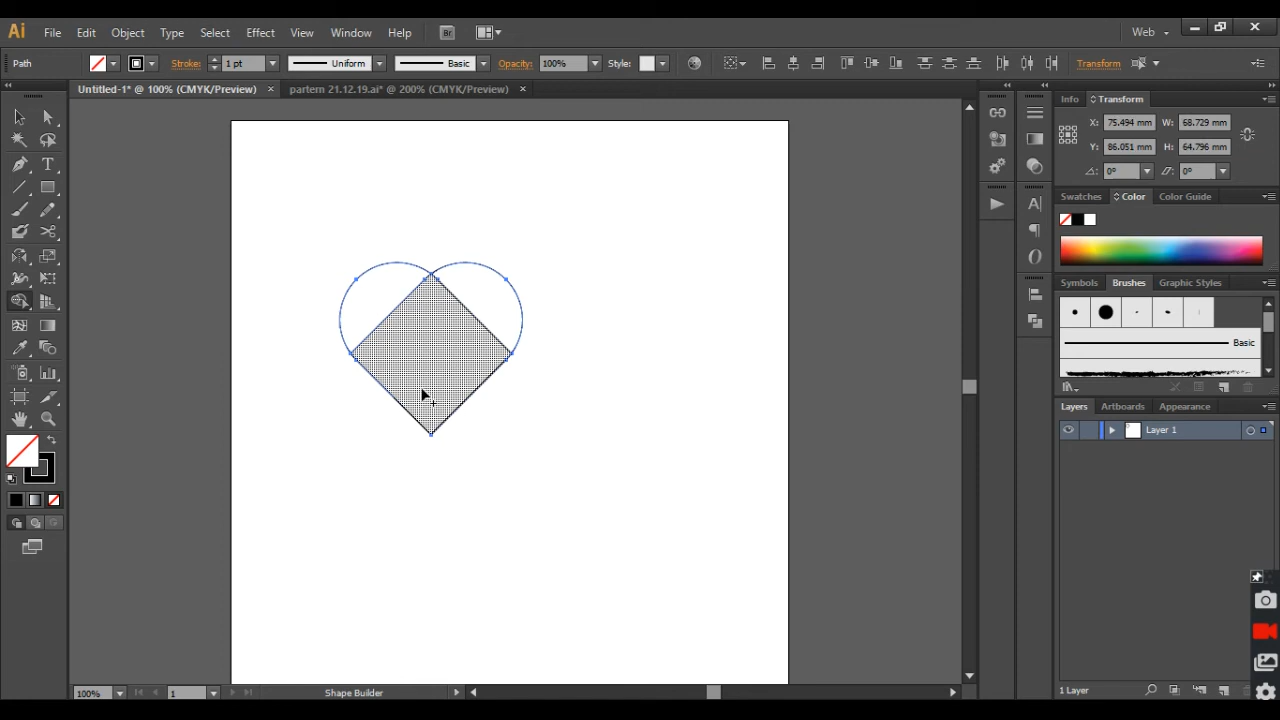 Ai File Edit Object Type Select Effect View Window Help Br Web
Path Stroke: 1 pt Uniform Basic Opacity: 100% Style: Transform
Untitled-1* @ 100% (CMYK/Preview) × partern 21.12.19.ai* @ 200% (CMYK/Preview) ×
Info Transform
X: 75.494 mm W: 68.729 mm
Y: 86.051 mm H: 64.796 mm
0° 0°
Swatches Color Color Guide
Symbols Brushes Graphic Styles
Basic
Layers Artboards Appearance
Layer 1
100% 1 Shape Builder 1 Layer